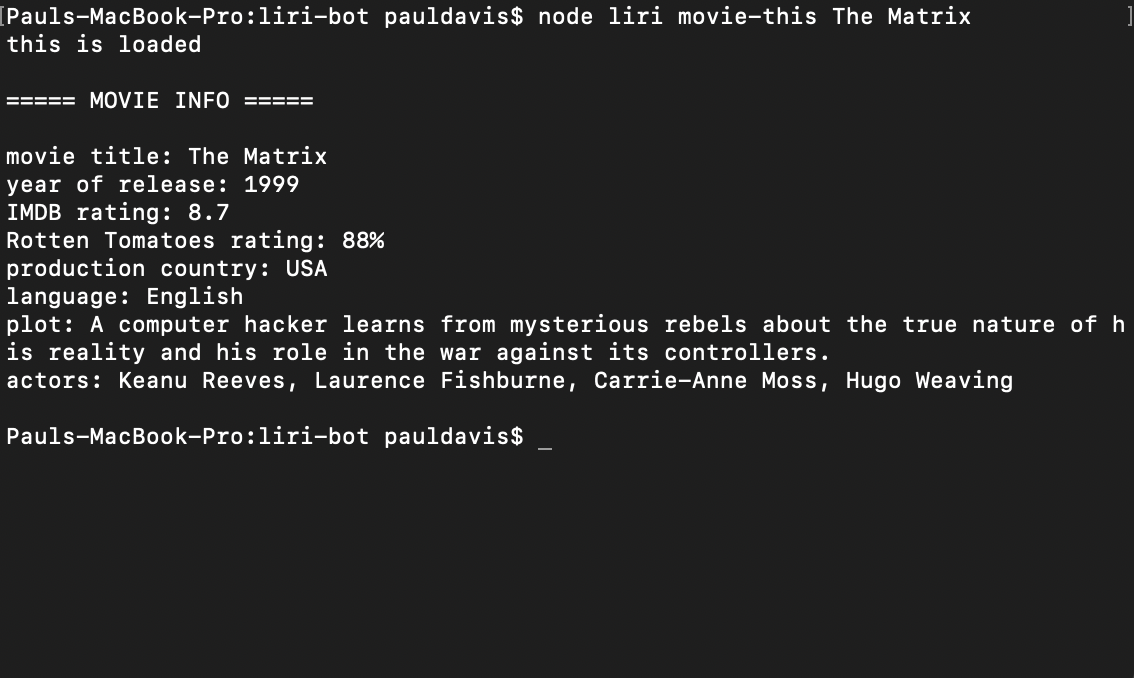 [Pauls-MacBook-Pro:liri-bot pauldavis$ node liri movie-this The Matrix ]
this is loaded
===== MOVIE INFO =====
movie title: The Matrix
year of release: 1999
IMDB rating: 8.7
Rotten Tomatoes rating: 88%
production country: USA
language: English
plot: A computer hacker learns from mysterious rebels about the true nature of h
is reality and his role in the war against its controllers.
actors: Keanu Reeves, Laurence Fishburne, Carrie-Anne Moss, Hugo Weaving
Pauls-MacBook-Pro:liri-bot pauldavis$ _